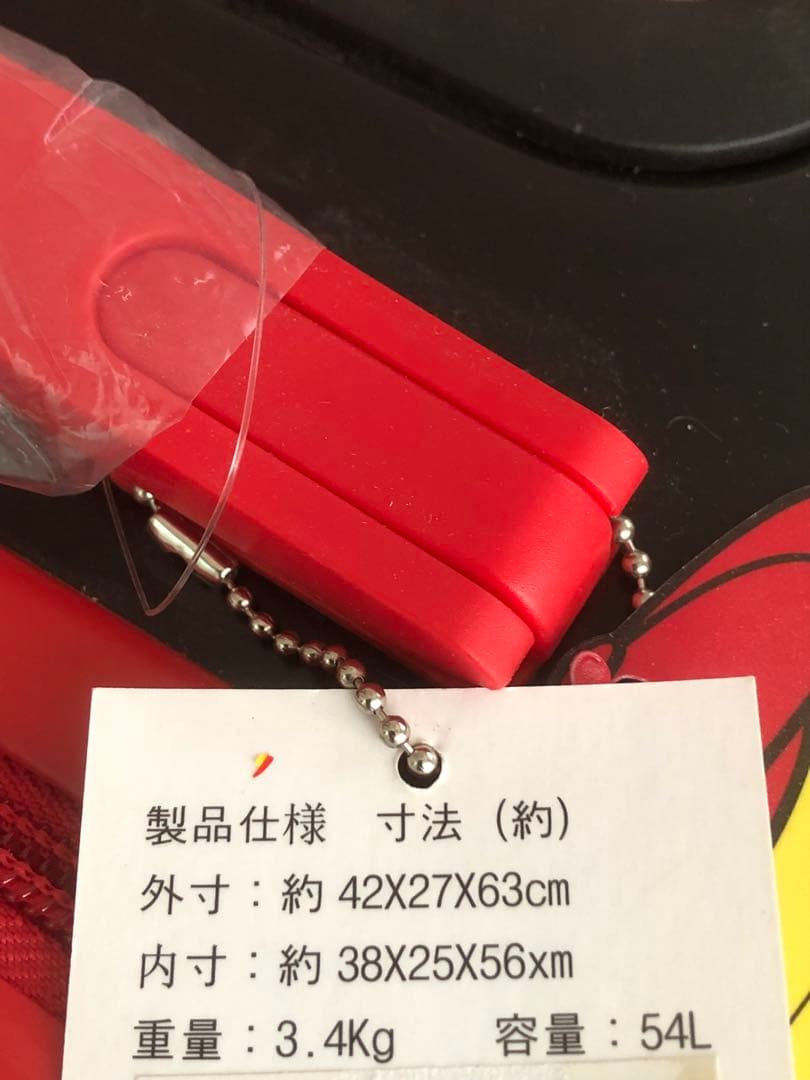 製品仕様　寸法（約）
外寸：約 42X27X63cm
内寸：約 38X25X56xm
重量：3.4Kg　容量：54L